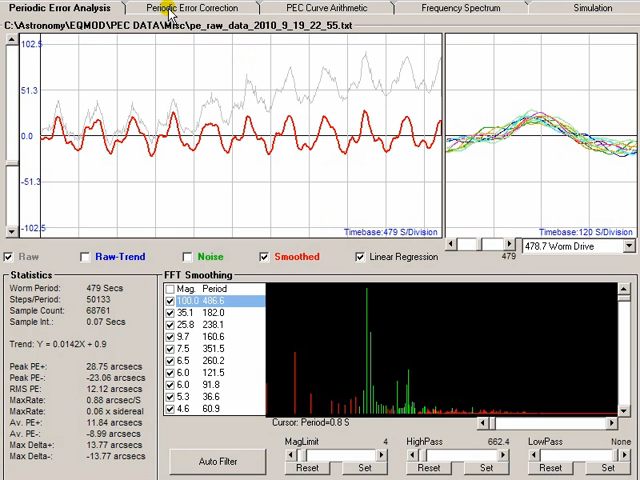 Periodic Error Analysis Periodic Error Correction PEC Curve Arithmetic Frequency Spectrum Simulation
C:\Astronomy\EQMOD\PEC DATA\Misc\pe_raw_data_2010_9_19_22_55.txt
102.5
51.3
0.0
-51.3
-102.5
Timebase:479 S/Division
Timebase:120 S/Division
479
478.7 Worm Drive
Raw Raw-Trend Noise Smoothed Linear Regression
Statistics
Worm Period: 479 Secs
Steps/Period: 50133
Sample Count: 68761
Sample Int.: 0.07 Secs
Trend: Y = 0.0142X + 0.9
Peak PE+: 28.75 arcsecs
Peak PE-: -23.06 arcsecs
RMS PE: 12.12 arcsecs
MaxRate: 0.88 arcsec/S
MaxRate: 0.06 x sidereal
Av. PE+: 11.84 arcsecs
Av. PE-: -8.99 arcsecs
Max Delta+: 13.77 arcsecs
Max Delta-: -13.77 arcsecs
FFT Smoothing
Mag. Period
100.0 486.6
35.1 182.0
25.8 238.1
9.7 160.6
7.5 351.5
6.5 260.2
6.0 121.5
6.0 91.8
5.3 36.6
4.6 60.9
Cursor: Period=0.8 S
Auto Filter
MagLimit 4
Reset Set
HighPass 662.4
Reset Set
LowPass None
Reset Set